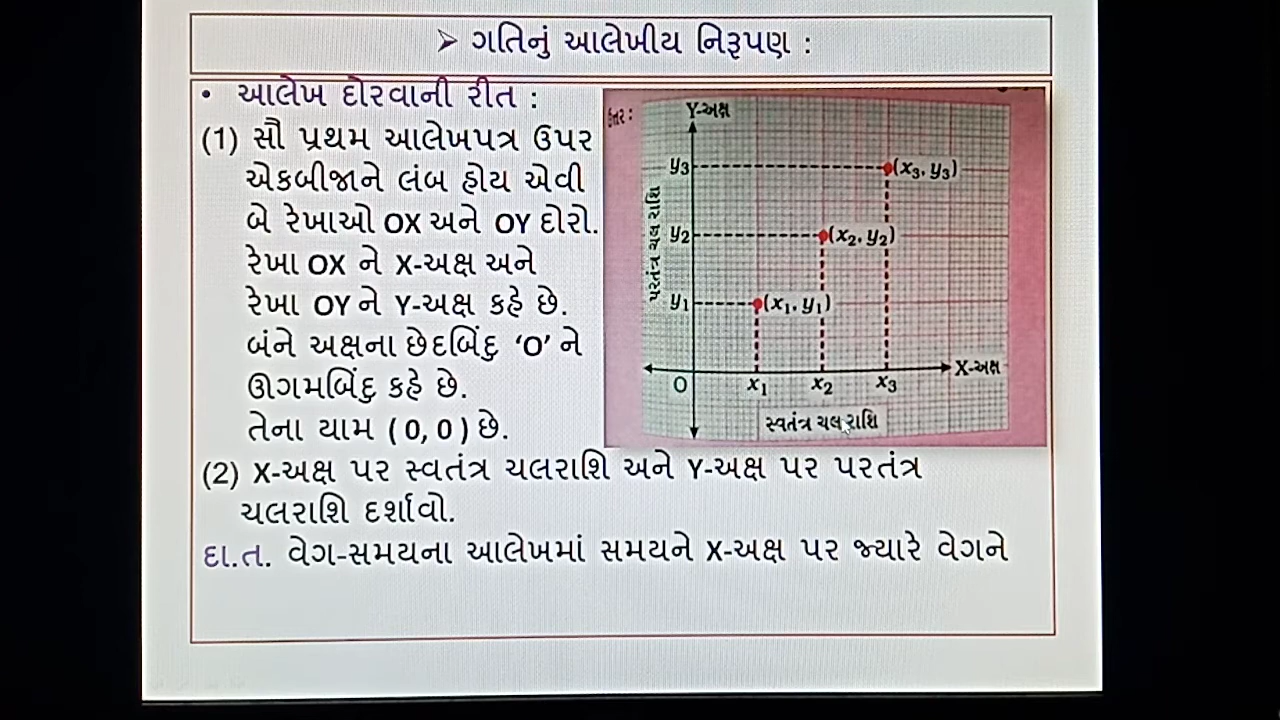 ➢ ગતિનું આલેખીય નિરૂપણ :
• આલેખ દોરવાની રીત :
(1) સૌ પ્રથમ આલેખપત્ર ઉપર
એકબીજાને લંબ હોય એવી
બે રેખાઓ OX અને OY દોરો.
રેખા OX ને X-અક્ષ અને
રેખા OY ને Y-અક્ષ કહે છે.
બંને અક્ષના છેદબિંદુ ‘O’ ને
ઊગમબિંદુ કહે છે.
તેના યામ ( 0, 0 ) છે.
ઉત્તર :
Y-અક્ષ
પરતંત્ર ચલ રાશિ
y₃ (x₃, y₃)
y₂ (x₂, y₂)
y₁ (x₁, y₁)
X-અક્ષ
O x₁ x₂ x₃
સ્વતંત્ર ચલ રાશિ
(2) X-અક્ષ પર સ્વતંત્ર ચલરાશિ અને Y-અક્ષ પર પરતંત્ર
ચલરાશિ દર્શાવો.
દા.ત. વેગ-સમયના આલેખમાં સમયને X-અક્ષ પર જ્યારે વેગને